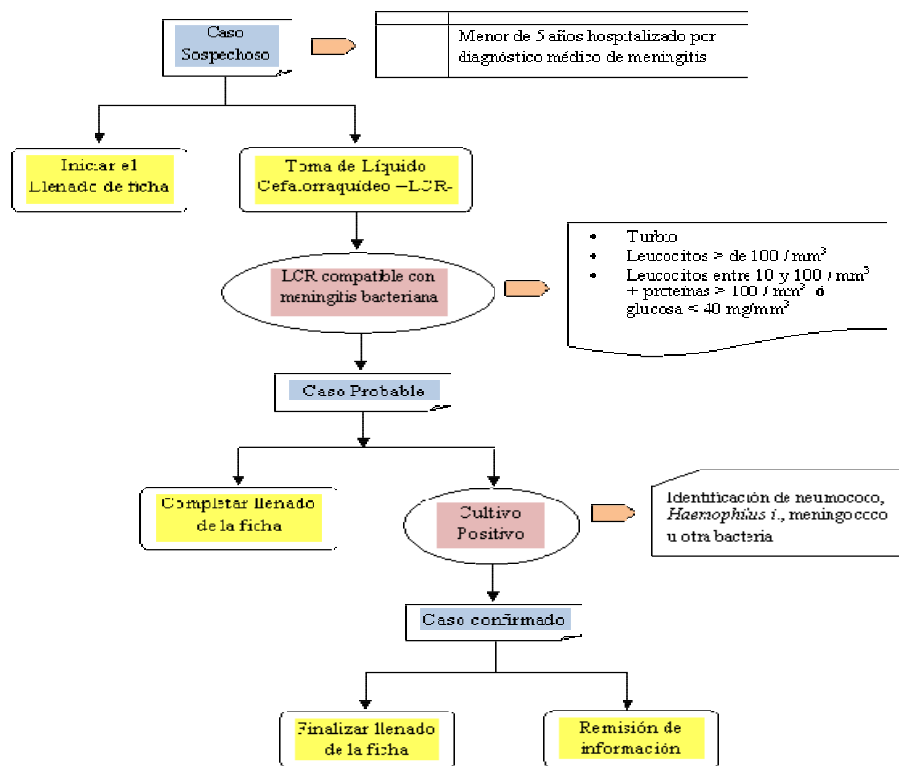 Caso
Sospechoso
Menor de 5 años hospitalizado por
diagnóstico médico de meningitis
Iniciar el
Llenado de ficha
Toma de Líquido
Cefalorraquídeo –LCR-
LCR compatible con
meningitis bacteriana
• Turbio
• Leucocitos > de 100 / mm³
• Leucocitos entre 10 y 100 / mm³
+ proteínas > 100 / mm³ ó
glucosa < 40 mg/mm³
Caso Probable
Completar llenado
de la ficha
Cultivo
Positivo
Identificación de neumococo,
Haemophilus i., meningococo
u otra bacteria
Caso confirmado
Finalizar llenado
de la ficha
Remisión de
información